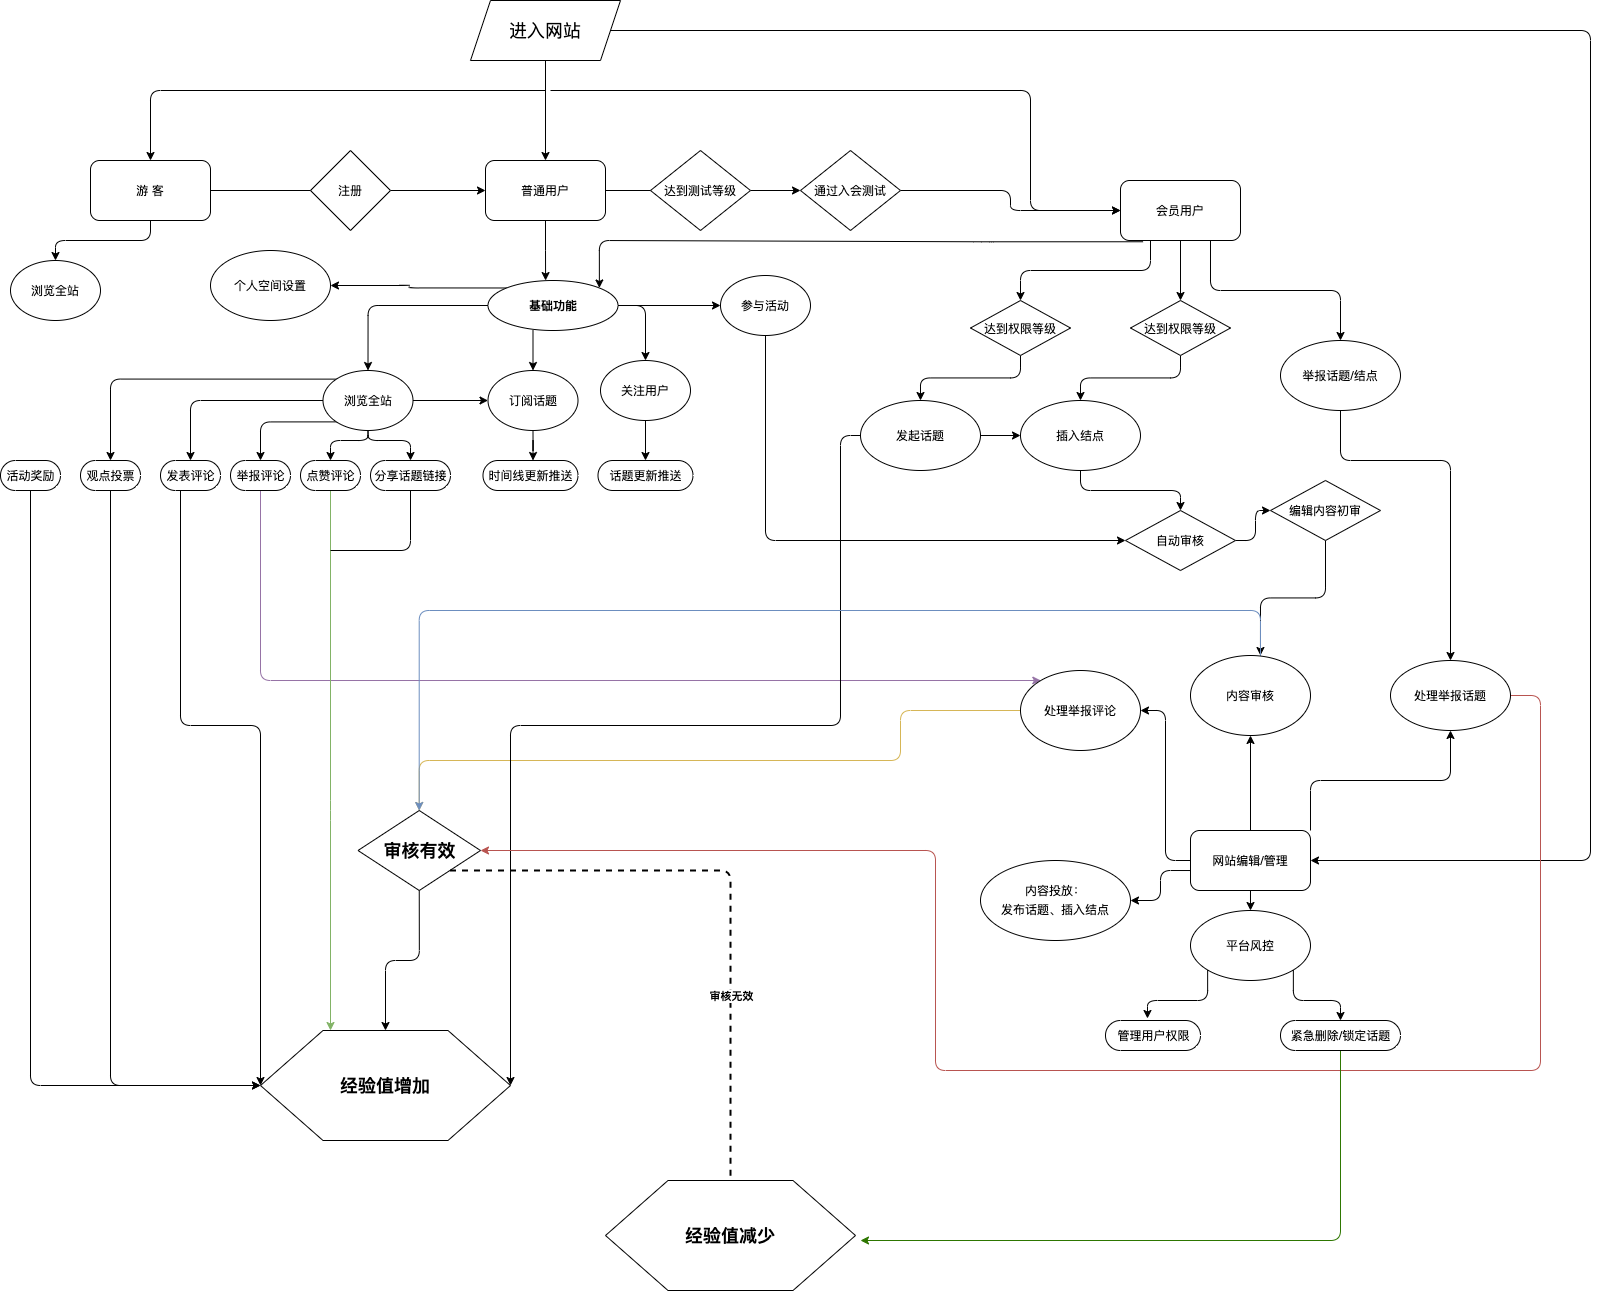 进入网站
游 客
注册
普通用户
达到测试等级
通过入会测试
会员用户
浏览全站
个人空间设置
基础功能
参与活动
达到权限等级
达到权限等级
举报话题/结点
浏览全站
订阅话题
关注用户
发起话题
插入结点
活动奖励
观点投票
发表评论
举报评论
点赞评论
分享话题链接
时间线更新推送
话题更新推送
编辑内容初审
自动审核
处理举报评论
内容审核
处理举报话题
审核有效
网站编辑/管理
内容投放：
发布话题、插入结点
平台风控
审核无效
管理用户权限
紧急删除/锁定话题
经验值增加
经验值减少